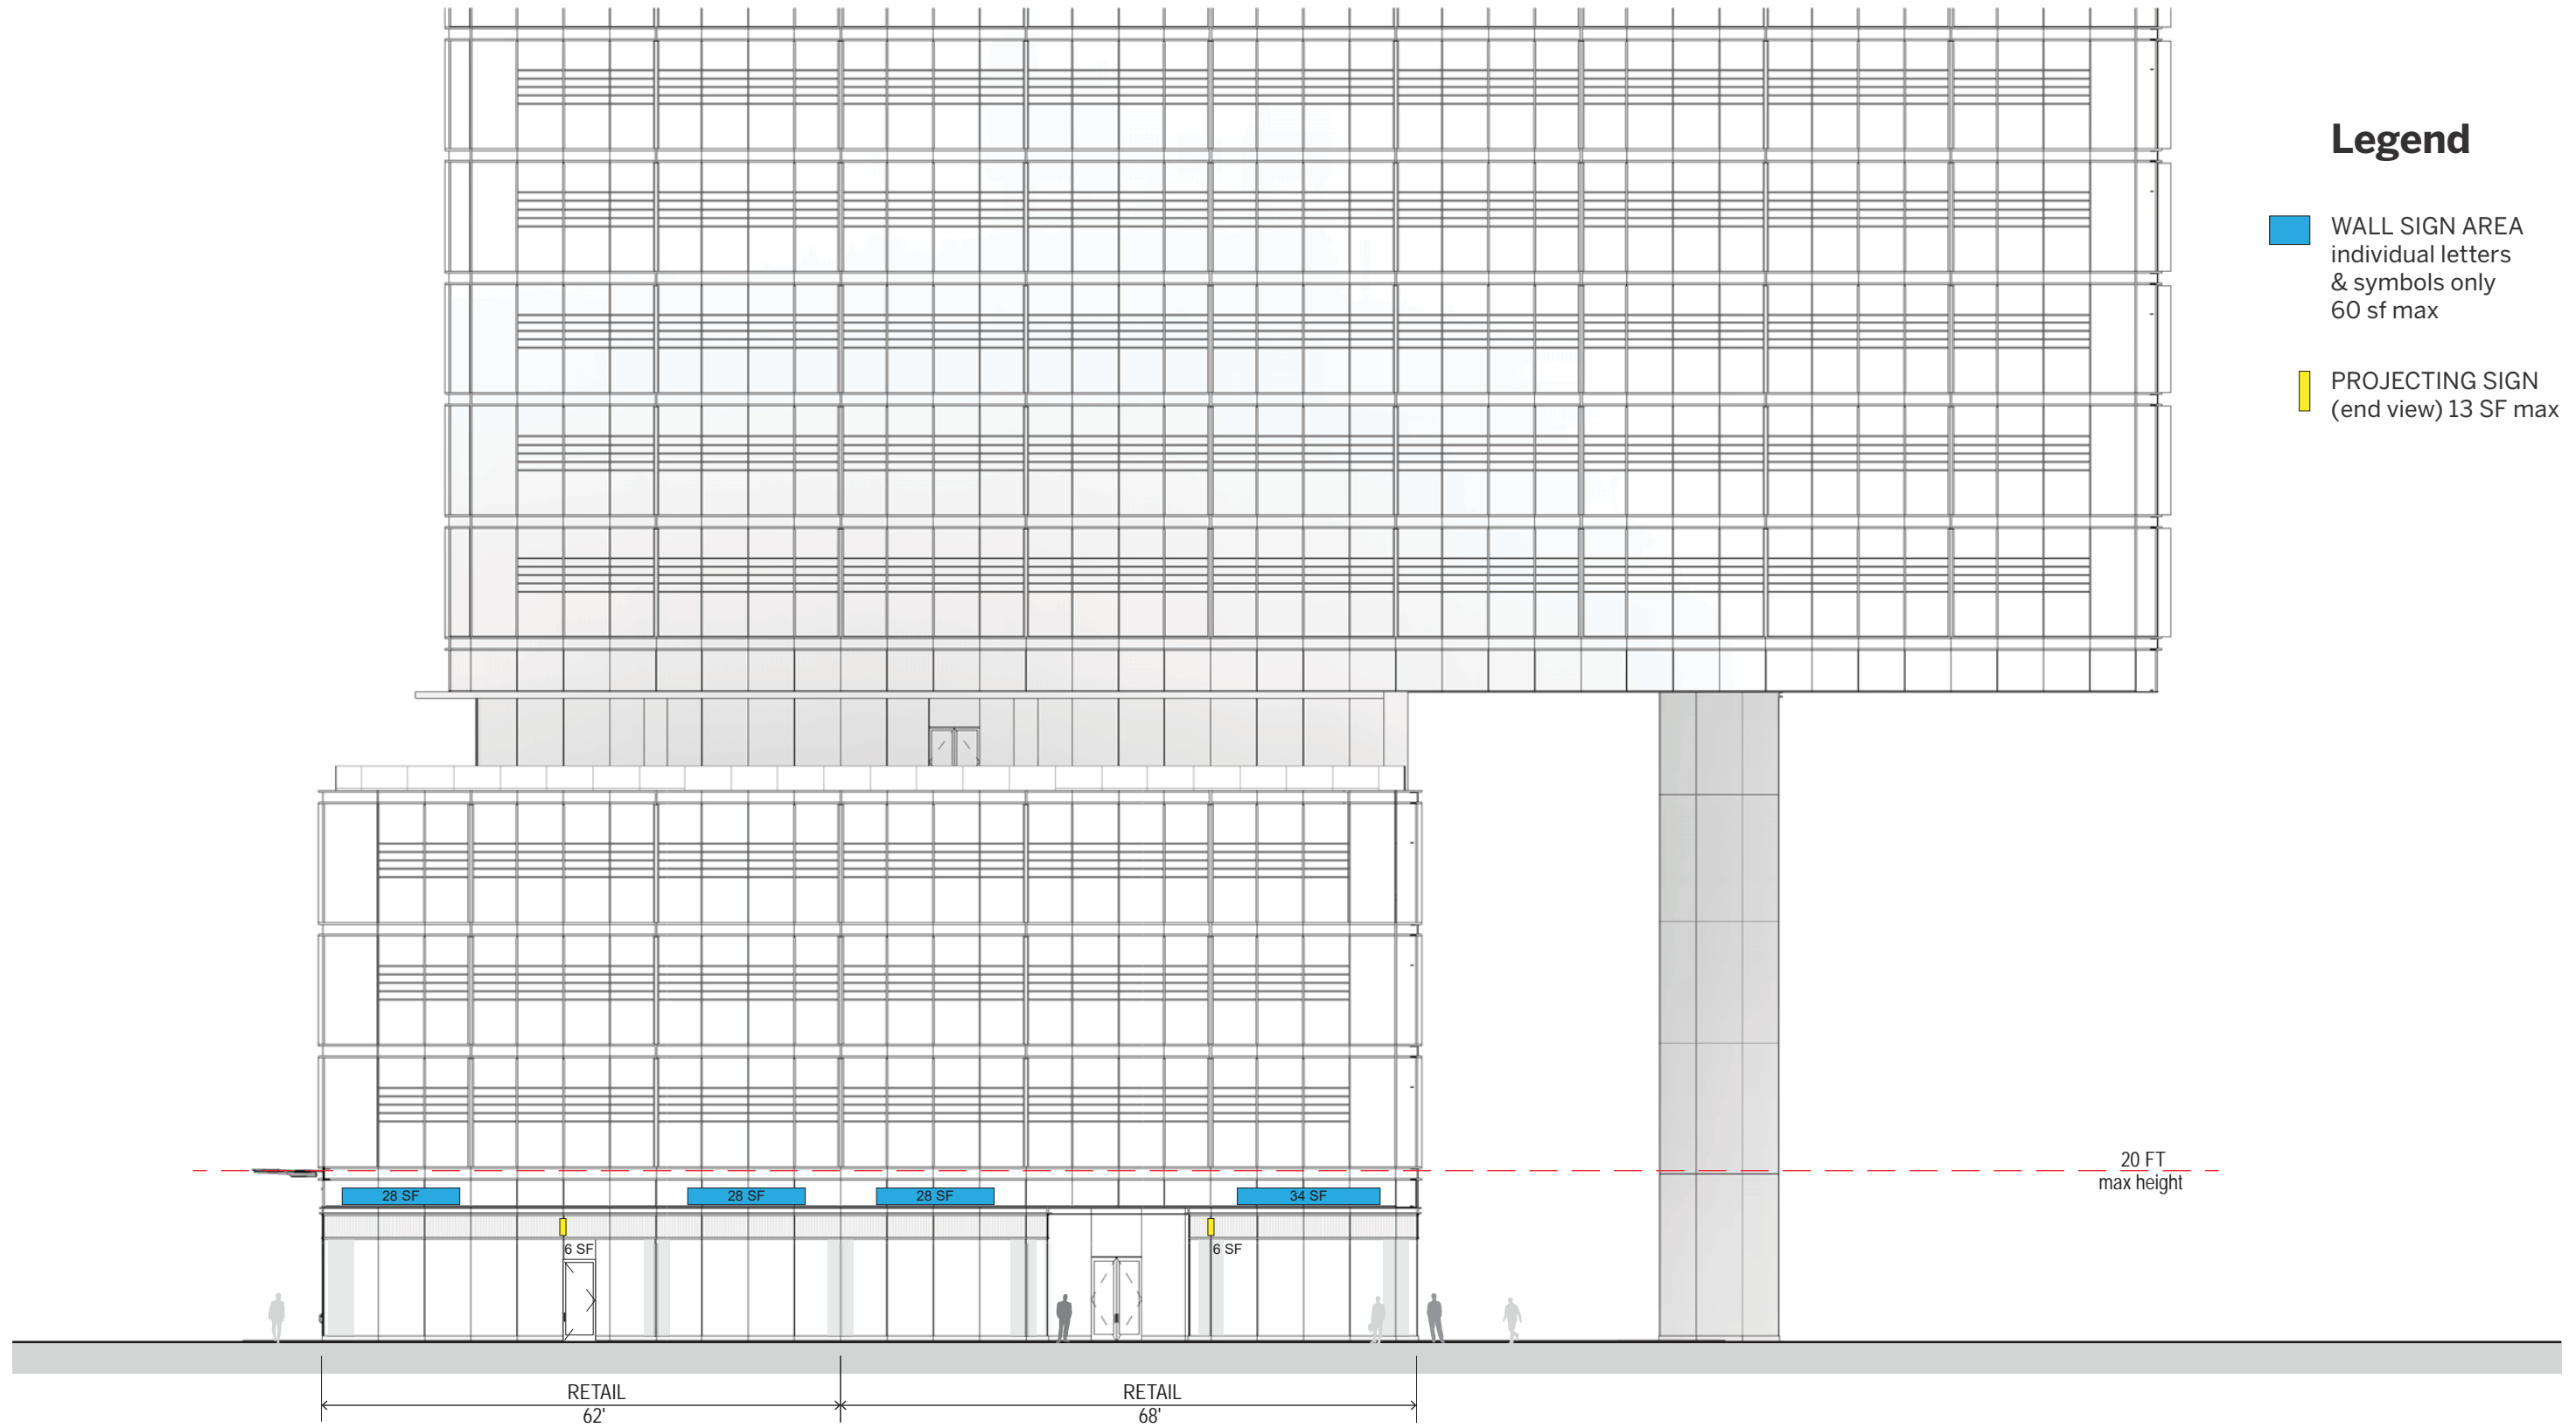 Legend
WALL SIGN AREA
individual letters
& symbols only
60 sf max
PROJECTING SIGN
(end view) 13 SF max
20 FT
max height
28 SF
28 SF
28 SF
34 SF
6 SF
6 SF
RETAIL
62'
RETAIL
68'